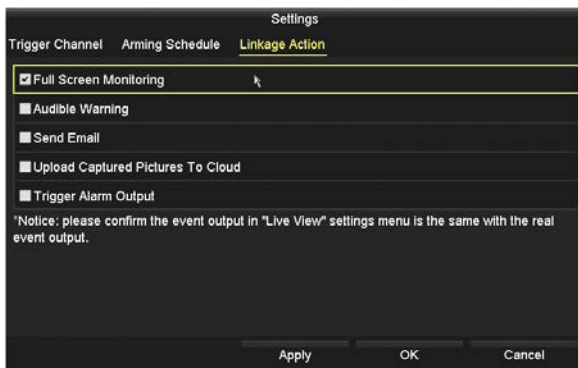 Settings
Trigger Channel Arming Schedule Linkage Action
Full Screen Monitoring
Audible Warning
Send Email
Upload Captured Pictures To Cloud
Trigger Alarm Output
*Notice: please confirm the event output in "Live View" settings menu is the same with the real
event output.
Apply OK Cancel